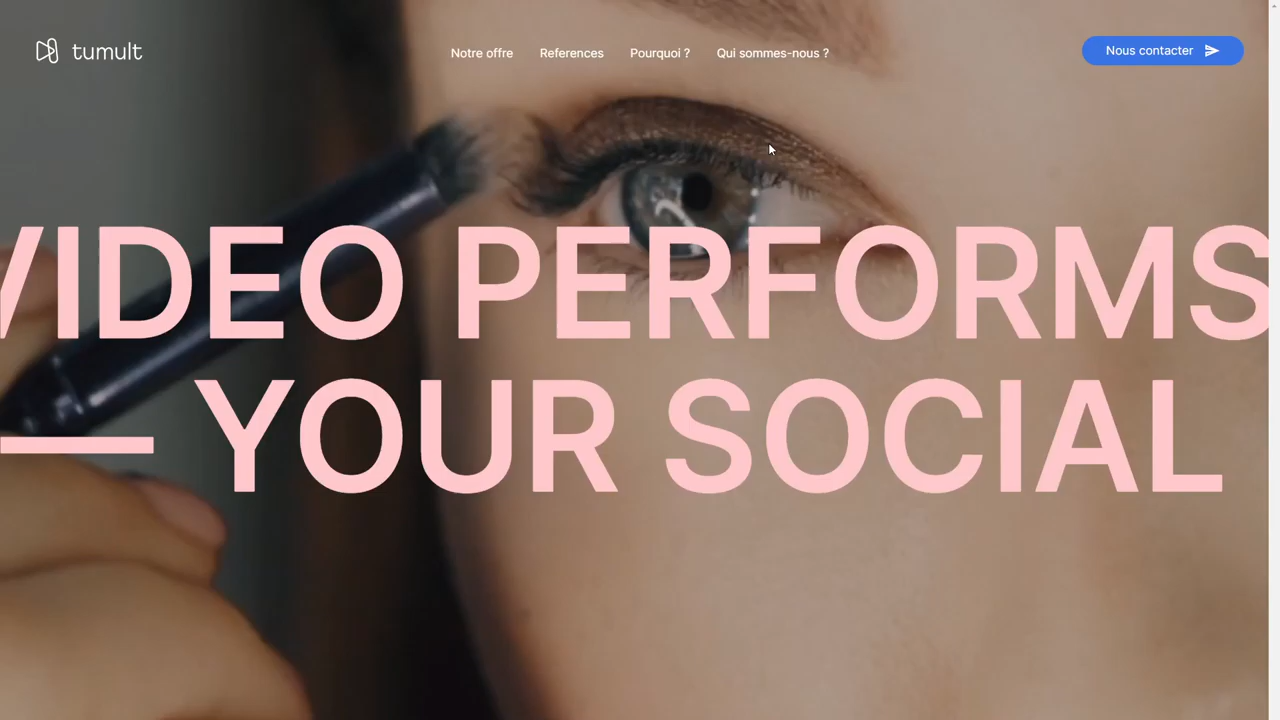 tumult
Notre offre
References
Pourquoi ?
Qui sommes-nous ?
Nous contacter
VIDEO PERFORMS
— YOUR SOCIAL